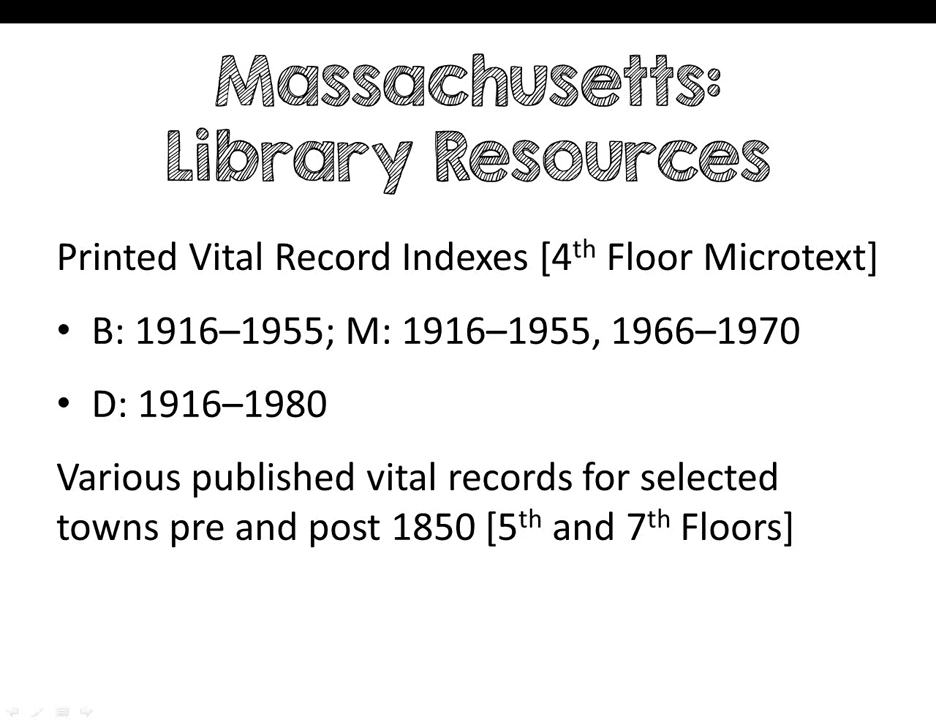 Massachusetts:
Library Resources
Printed Vital Record Indexes [4th Floor Microtext]
• B: 1916–1955; M: 1916–1955, 1966–1970
• D: 1916–1980
Various published vital records for selected
towns pre and post 1850 [5th and 7th Floors]